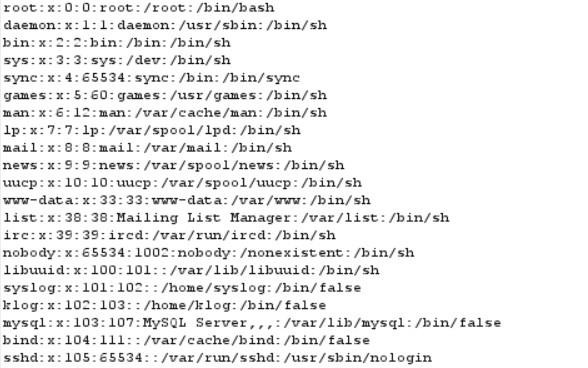 root:x:0:0:root:/root:/bin/bash
daemon:x:1:1:daemon:/usr/sbin:/bin/sh
bin:x:2:2:bin:/bin:/bin/sh
sys:x:3:3:sys:/dev:/bin/sh
sync:x:4:65534:sync:/bin:/bin/sync
games:x:5:60:games:/usr/games:/bin/sh
man:x:6:12:man:/var/cache/man:/bin/sh
lp:x:7:7:lp:/var/spool/lpd:/bin/sh
mail:x:8:8:mail:/var/mail:/bin/sh
news:x:9:9:news:/var/spool/news:/bin/sh
uucp:x:10:10:uucp:/var/spool/uucp:/bin/sh
www-data:x:33:33:www-data:/var/www:/bin/sh
list:x:38:38:Mailing List Manager:/var/list:/bin/sh
irc:x:39:39:ircd:/var/run/ircd:/bin/sh
nobody:x:65534:1002:nobody:/nonexistent:/bin/sh
libuuid:x:100:101::/var/lib/libuuid:/bin/sh
syslog:x:101:102::/home/syslog:/bin/false
klog:x:102:103::/home/klog:/bin/false
mysql:x:103:107:MySQL Server,,,:/var/lib/mysql:/bin/false
bind:x:104:111::/var/cache/bind:/bin/false
sshd:x:105:65534::/var/run/sshd:/usr/sbin/nologin